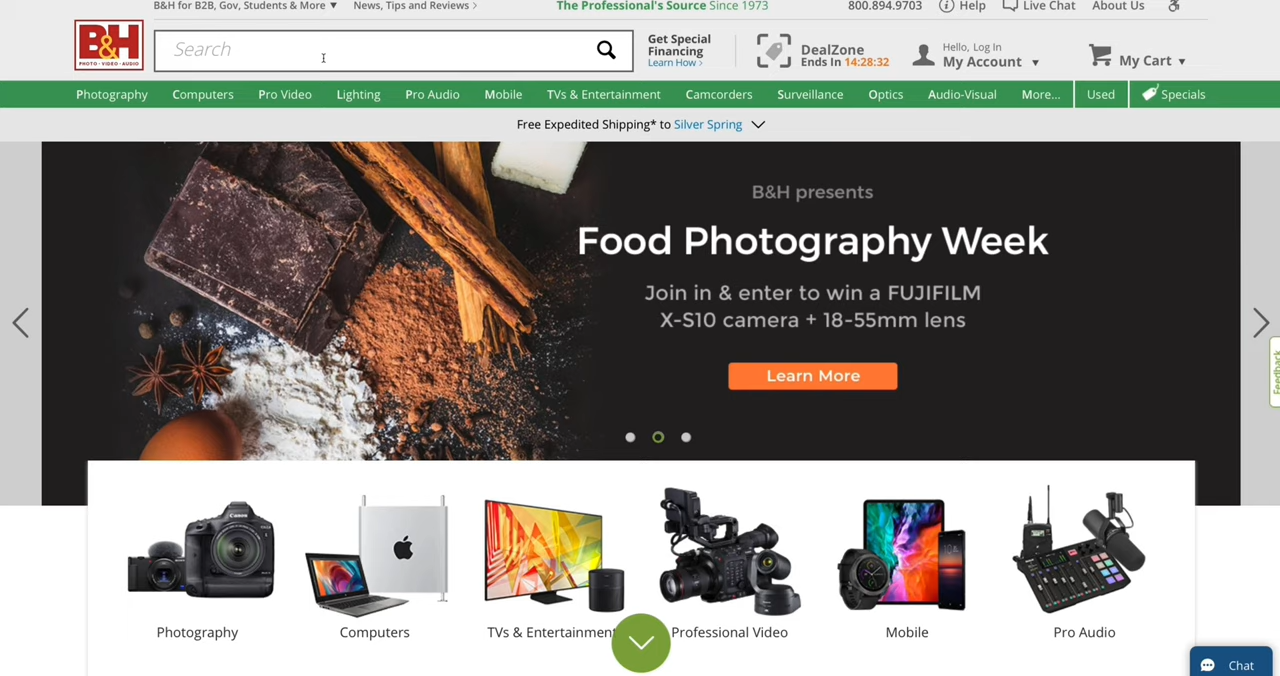 B&H for B2B, Gov, Students & More ▼
News, Tips and Reviews >
The Professional's Source Since 1973
800.894.9703
Help
Live Chat
About Us
B&H
PHOTO · VIDEO · AUDIO
Search
Get Special
Financing
Learn How >
DealZone
Ends In 14:28:32
Hello, Log In
My Account ▼
My Cart ▼
Photography
Computers
Pro Video
Lighting
Pro Audio
Mobile
TVs & Entertainment
Camcorders
Surveillance
Optics
Audio-Visual
More...
Used
Specials
Free Expedited Shipping* to Silver Spring
B&H presents
Food Photography Week
Join in & enter to win a FUJIFILM
X-S10 camera + 18-55mm lens
Learn More
Feedback
Canon
Photography
Computers
TVs & Entertainment
Professional Video
Mobile
Pro Audio
Chat